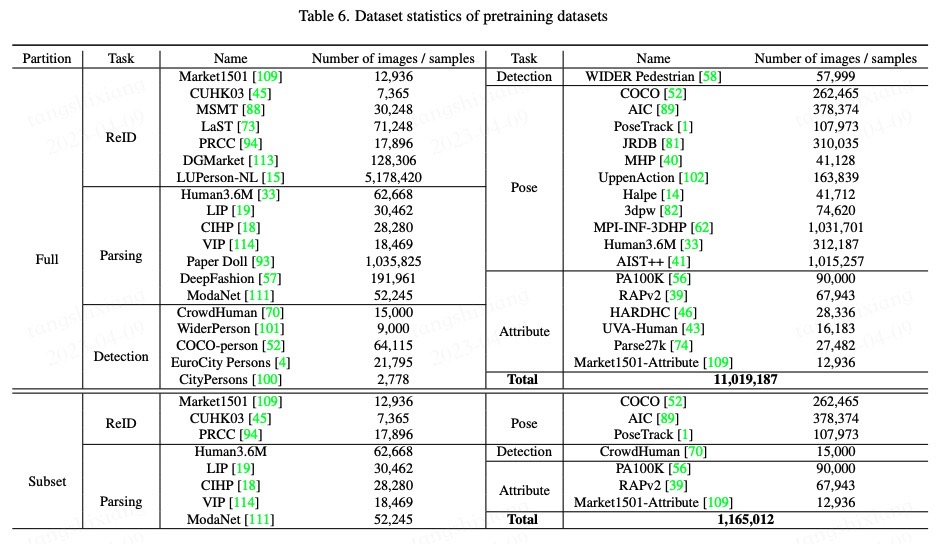 Table 6. Dataset statistics of pretraining datasets
Partition Task Name Number of images / samples Task Name Number of images / samples
Full ReID Market1501 [109] 12,936 Detection WIDER Pedestrian [58] 57,999
CUHK03 [45] 7,365 Pose COCO [52] 262,465
MSMT [88] 30,248 AIC [89] 378,374
LaST [73] 71,248 PoseTrack [1] 107,973
PRCC [94] 17,896 JRDB [81] 310,035
DGMarket [113] 128,306 MHP [40] 41,128
LUPerson-NL [15] 5,178,420 UppenAction [102] 163,839
Parsing Human3.6M [33] 62,668 Halpe [14] 41,712
LIP [19] 30,462 3dpw [82] 74,620
CIHP [18] 28,280 MPI-INF-3DHP [62] 1,031,701
VIP [114] 18,469 Human3.6M [33] 312,187
Paper Doll [93] 1,035,825 AIST++ [41] 1,015,257
DeepFashion [57] 191,961 Attribute PA100K [56] 90,000
ModaNet [111] 52,245 RAPv2 [39] 67,943
Detection CrowdHuman [70] 15,000 HARDHC [46] 28,336
WiderPerson [101] 9,000 UVA-Human [43] 16,183
COCO-person [52] 64,115 Parse27k [74] 27,482
EuroCity Persons [4] 21,795 Market1501-Attribute [109] 12,936
CityPersons [100] 2,778 Total 11,019,187
Subset ReID Market1501 [109] 12,936 Pose COCO [52] 262,465
CUHK03 [45] 7,365 AIC [89] 378,374
PRCC [94] 17,896 PoseTrack [1] 107,973
Parsing Human3.6M 62,668 Detection CrowdHuman [70] 15,000
LIP [19] 30,462 Attribute PA100K [56] 90,000
CIHP [18] 28,280 RAPv2 [39] 67,943
VIP [114] 18,469 Market1501-Attribute [109] 12,936
ModaNet [111] 52,245 Total 1,165,012